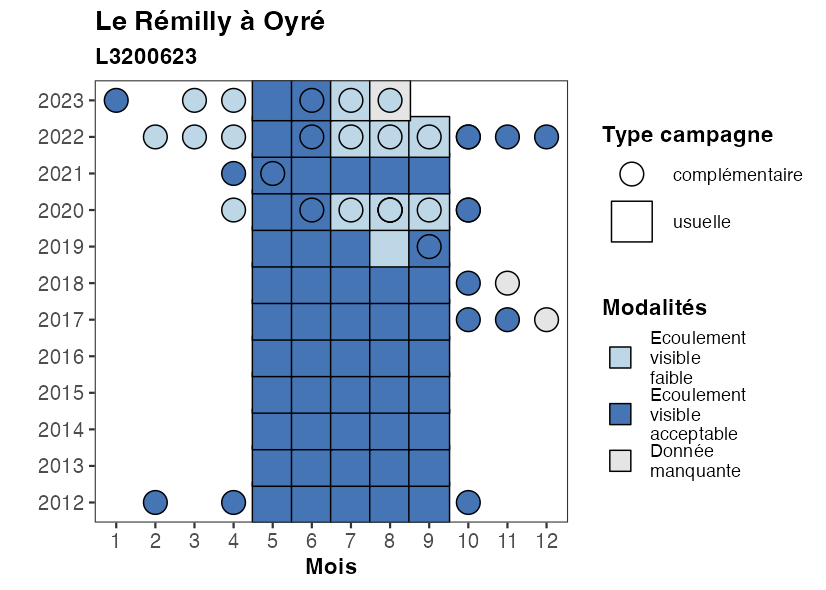 Le Rémilly à Oyré
L3200623
2023
2022
2021
2020
2019
2018
2017
2016
2015
2014
2013
2012
1 2 3 4 5 6 7 8 9 10 11 12
Mois
Type campagne
complémentaire
usuelle
Modalités
Ecoulement
visible
faible
Ecoulement
visible
acceptable
Donnée
manquante